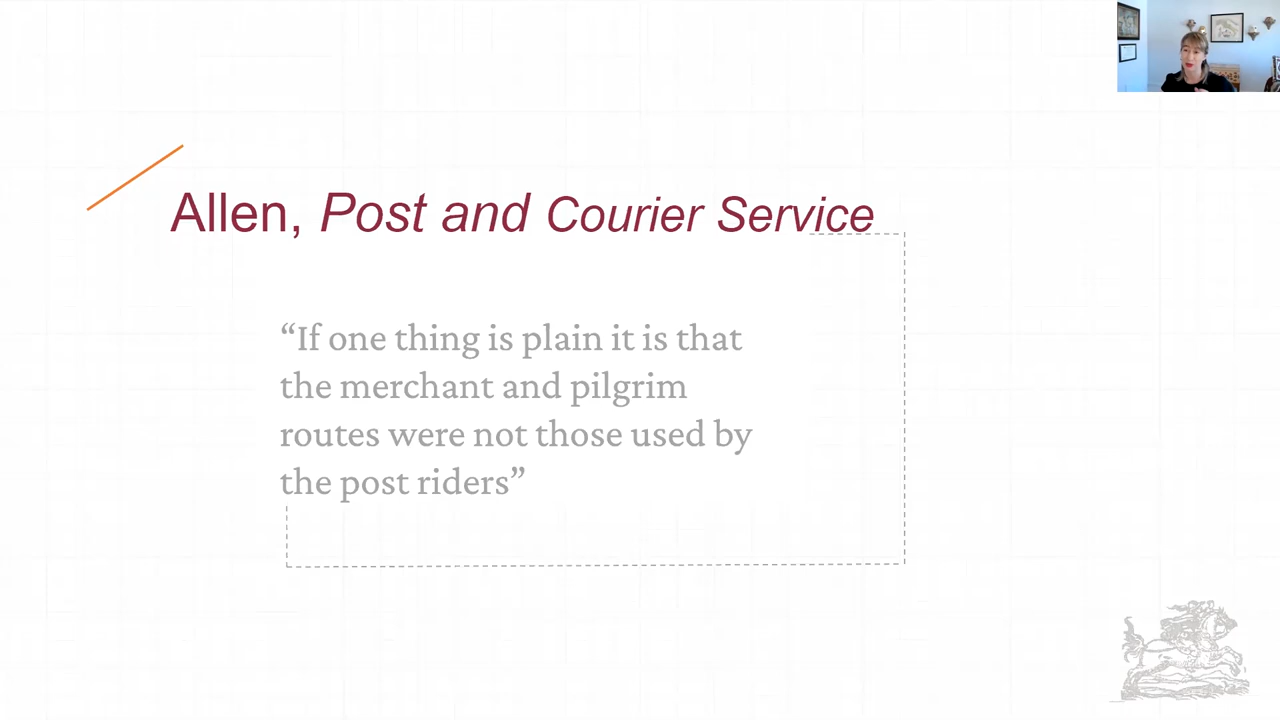 Allen, Post and Courier Service
“If one thing is plain it is that
the merchant and pilgrim
routes were not those used by
the post riders”